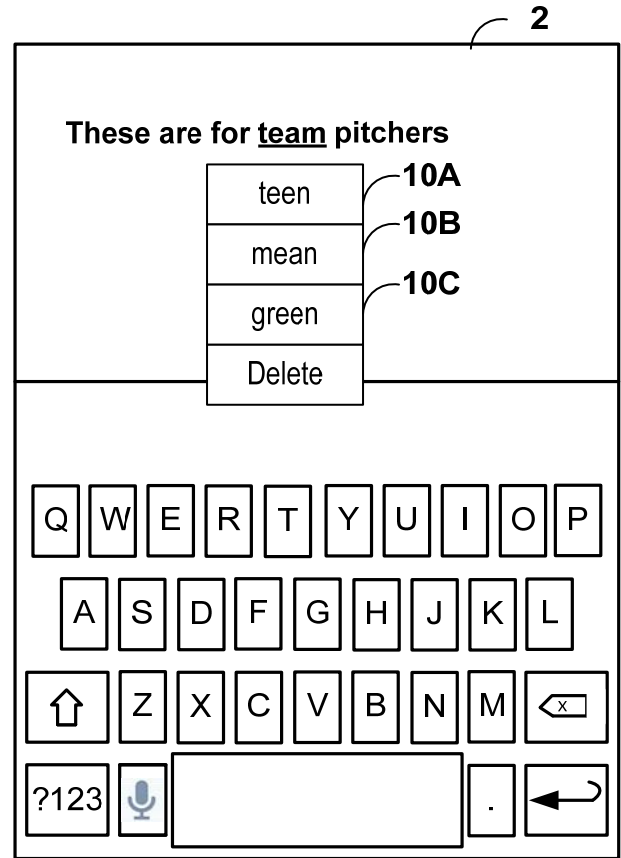 2
These are for team pitchers
teen
10A
mean
10B
green
10C
Delete
Q W E R T Y U I O P
A S D F G H J K L
Z X C V B N M x
?123 .